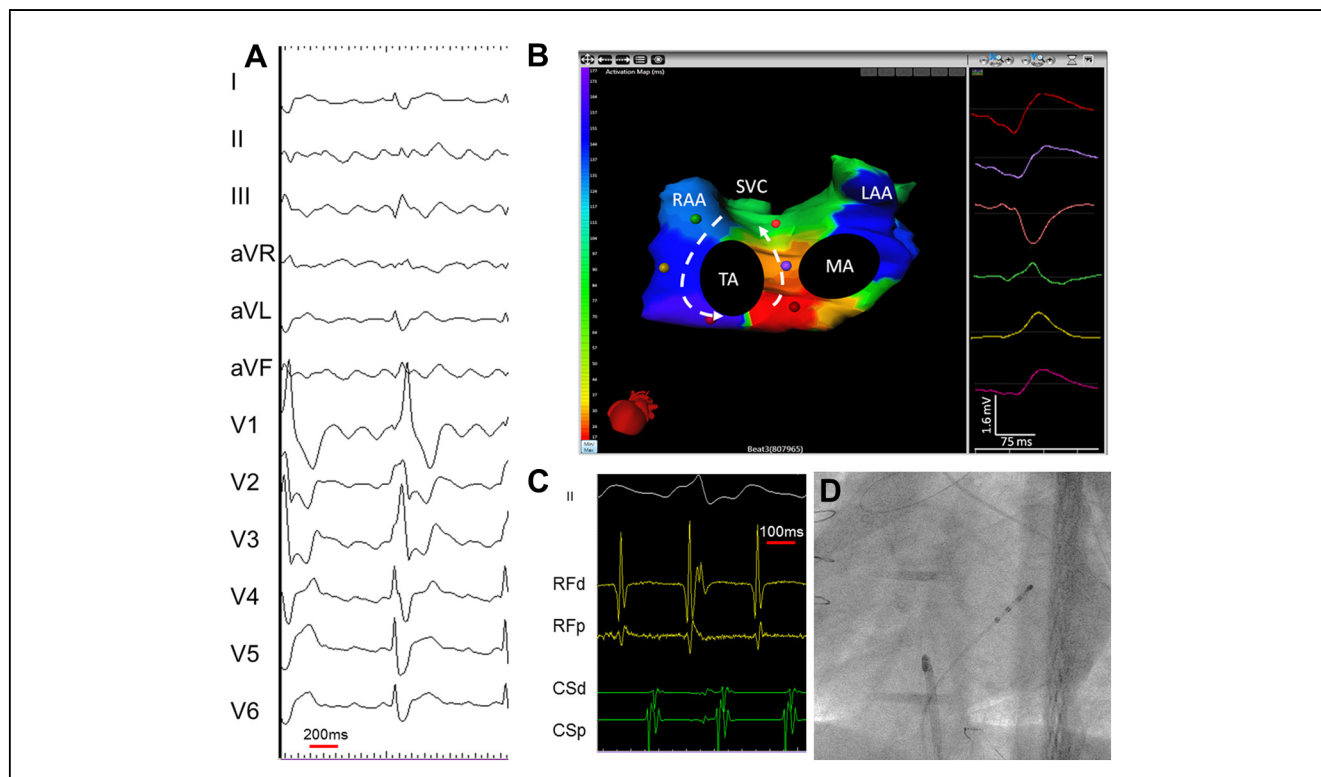 A
I
II
III
aVR
aVL
aVF
V1
V2
V3
V4
V5
V6
200ms
B
Activation Map (ms)
RAA
SVC
LAA
TA
MA
Beat3(807965)
1.6 mV
75 ms
C
II
100ms
RFd
RFp
CSd
CSp
D